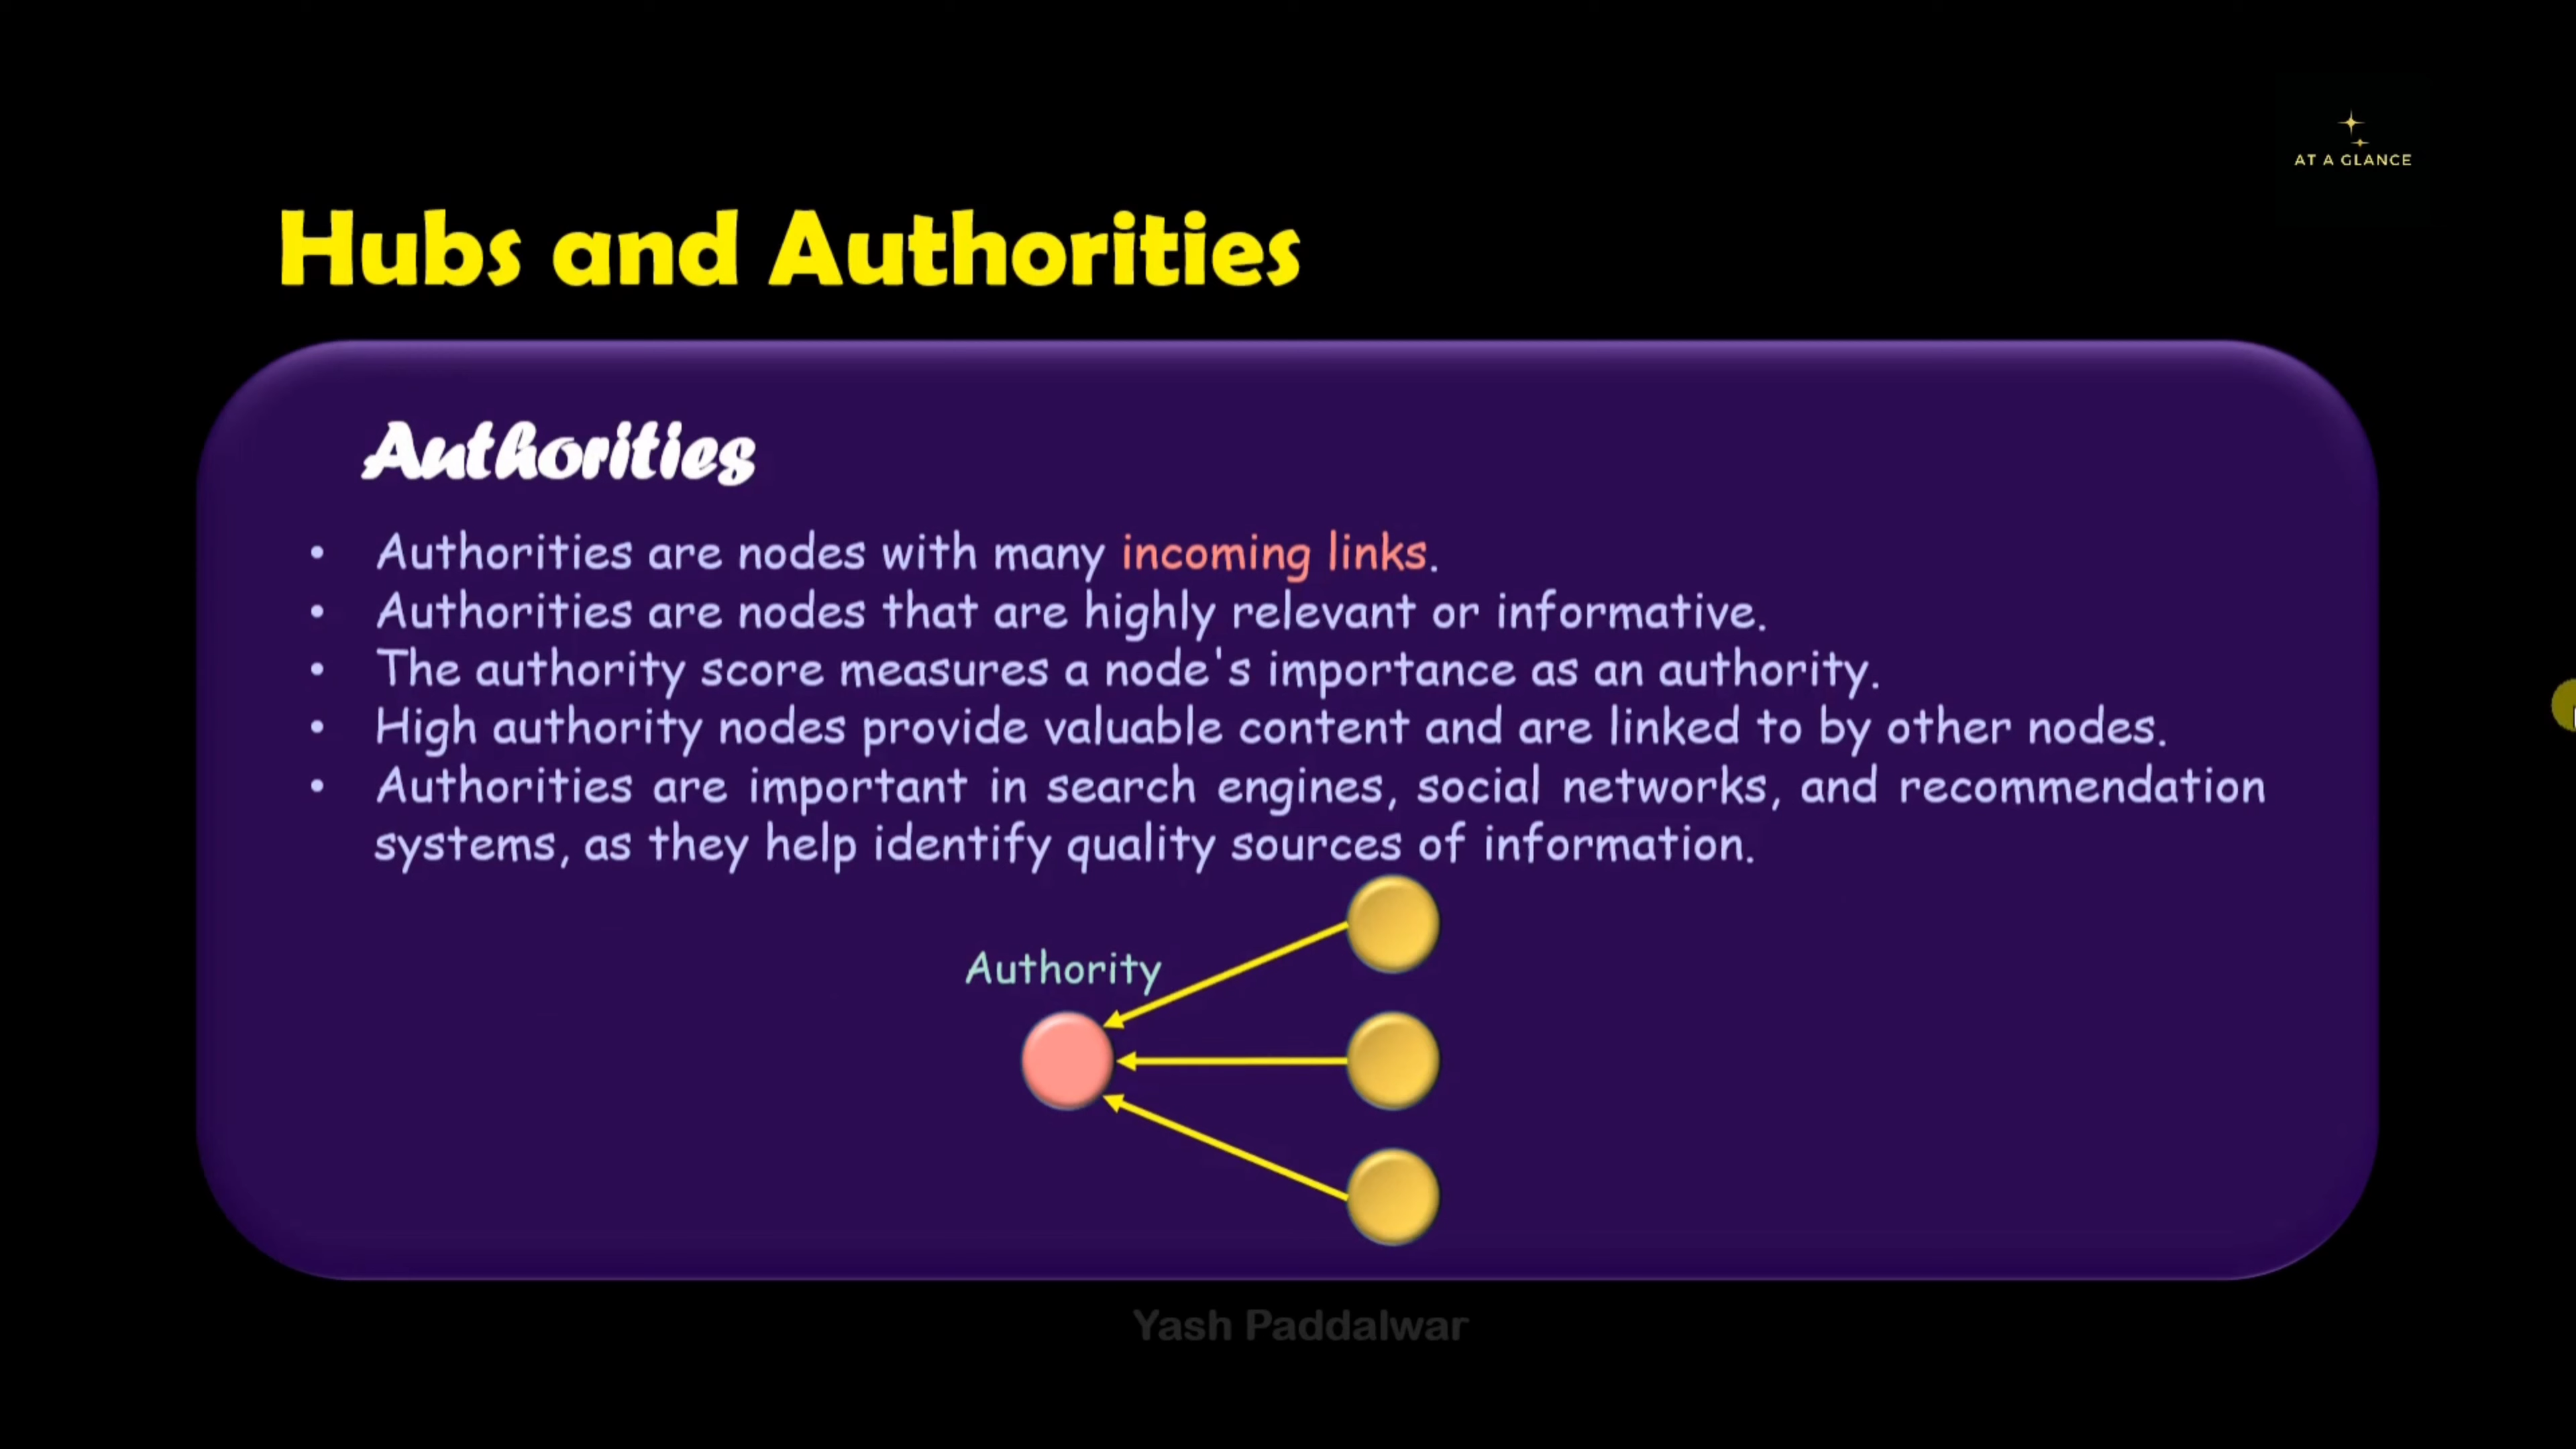 AT A GLANCE
Hubs and Authorities
Authorities
• Authorities are nodes with many incoming links.
• Authorities are nodes that are highly relevant or informative.
• The authority score measures a node's importance as an authority.
• High authority nodes provide valuable content and are linked to by other nodes.
• Authorities are important in search engines, social networks, and recommendation
systems, as they help identify quality sources of information.
Authority
Yash Paddalwar